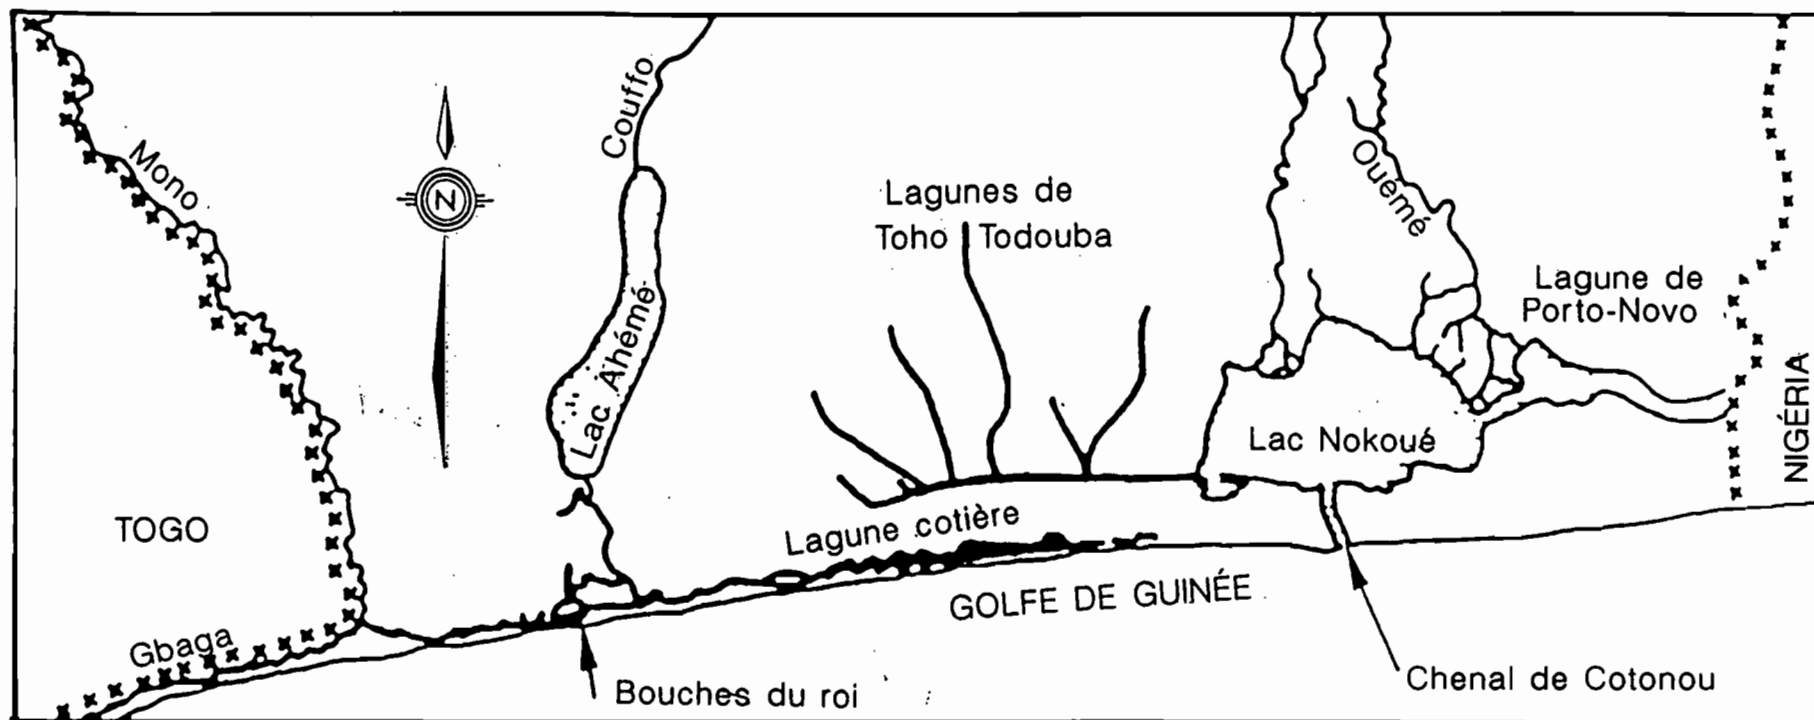 Couffo
Mono
N
Ouémé
Lagunes de
Toho Todouba
Lagune de
Porto-Novo
Lac Ahémé
Lac Nokoué
NIGÉRIA
TOGO
Lagune cotière
GOLFE DE GUINÉE
Gbaga
Bouches du roi
Chenal de Cotonou